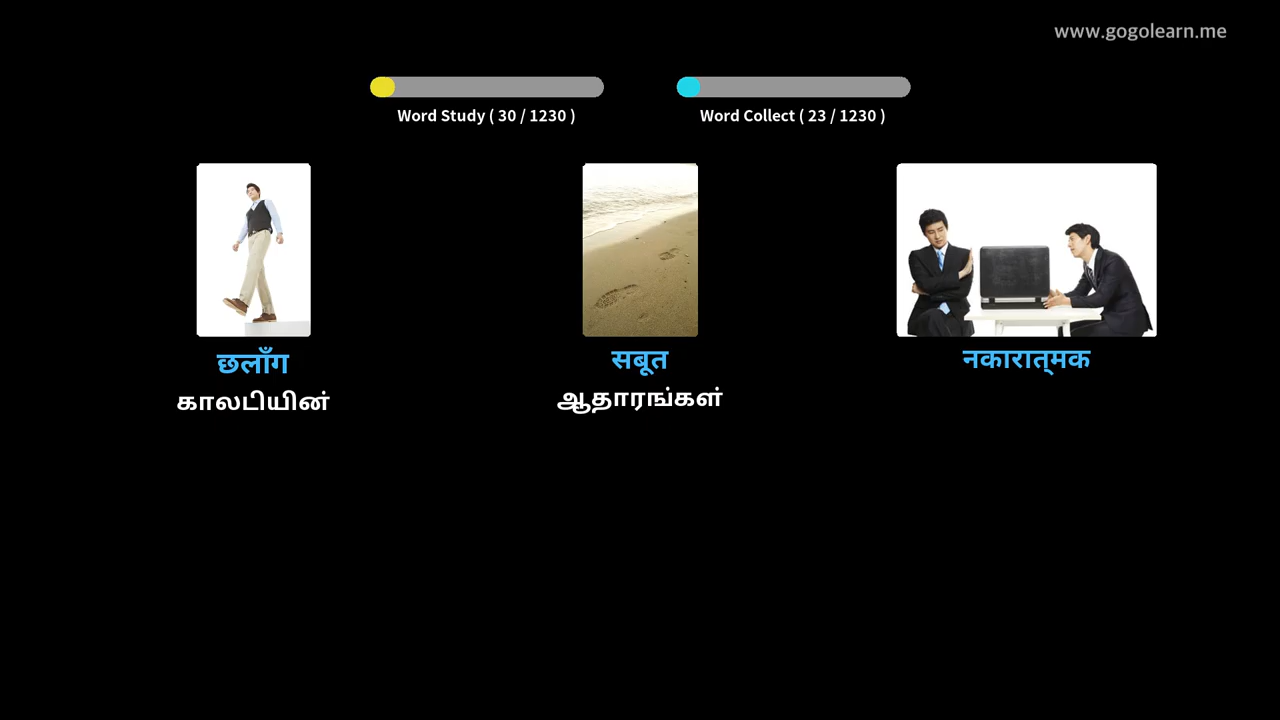 www.gogolearn.me
Word Study ( 30 / 1230 )
Word Collect ( 23 / 1230 )
छलाँग
सबूत
नकारात्मक
காலடியின்
ஆதாரங்கள்